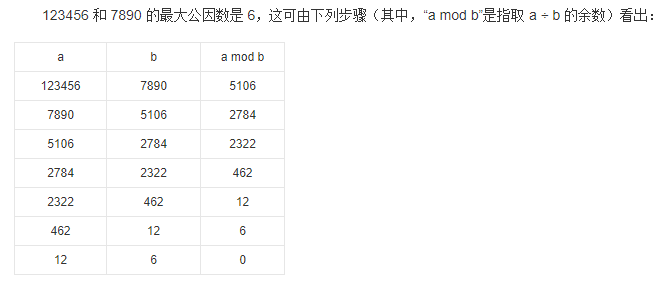 123456 和 7890 的最大公因数是 6，这可由下列步骤（其中，“a mod b”是指取 a ÷ b 的余数）看出：
a b a mod b
123456 7890 5106
7890 5106 2784
5106 2784 2322
2784 2322 462
2322 462 12
462 12 6
12 6 0